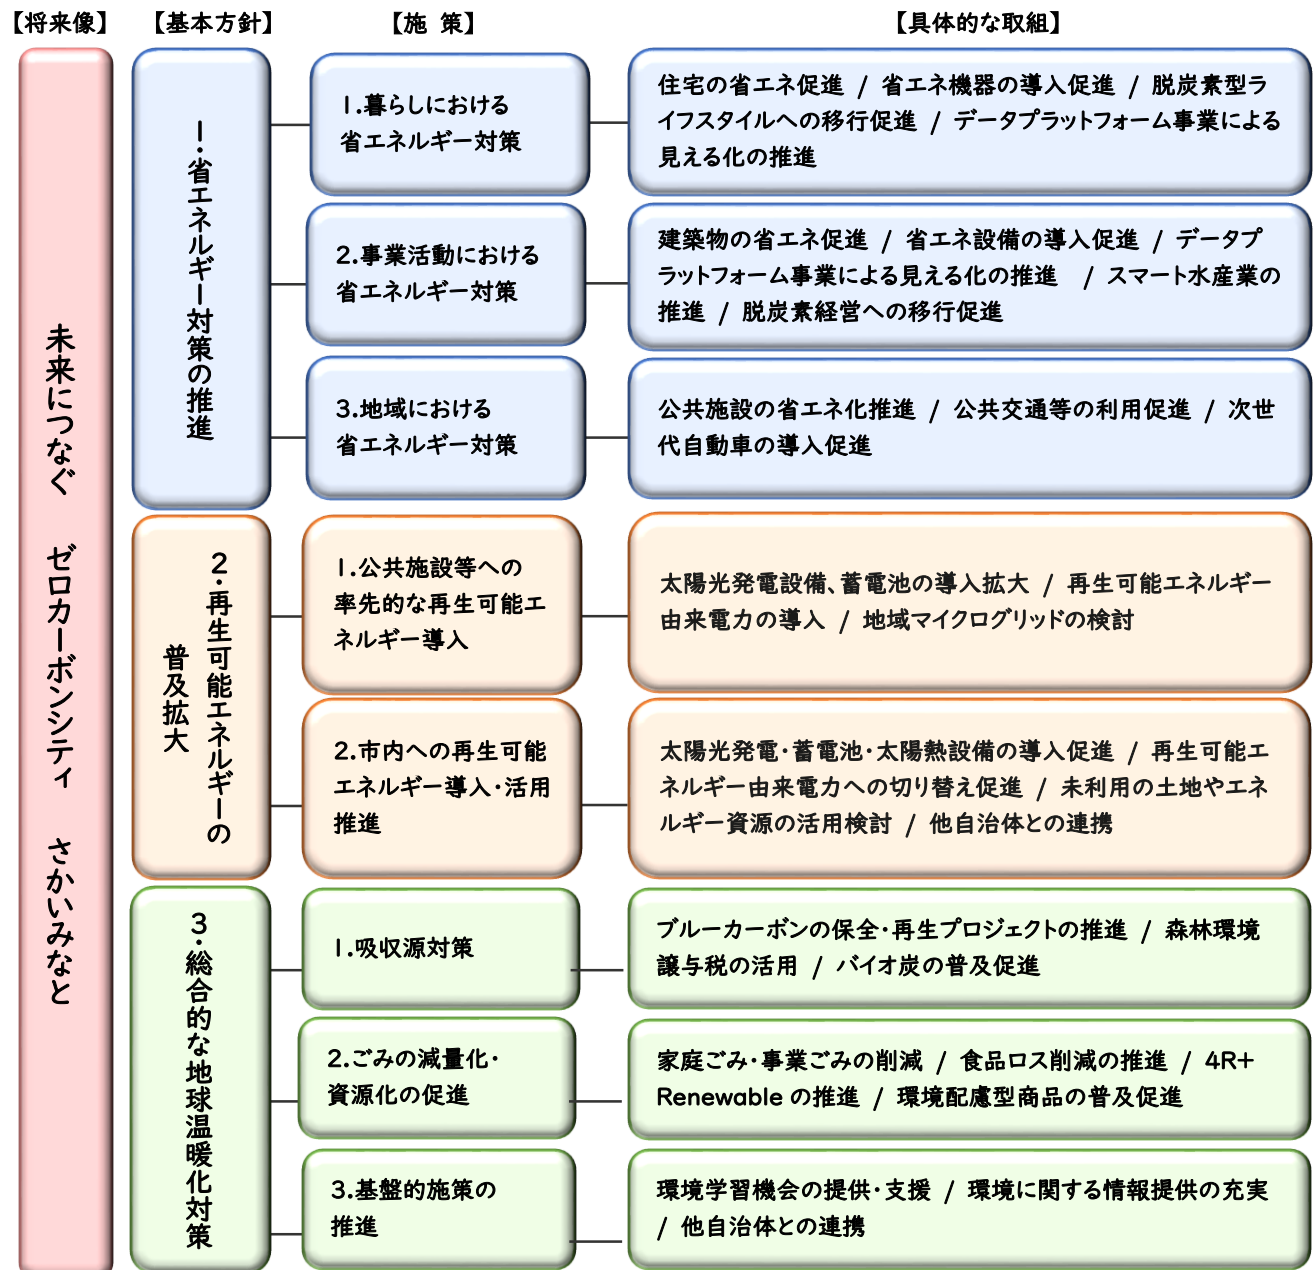 【将来像】
【基本方針】
【施 策】
【具体的な取組】
未来につなぐ ゼロカーボンシティ さかいみなと
1.省エネルギー対策の推進
1.暮らしにおける
省エネルギー対策
住宅の省エネ促進 / 省エネ機器の導入促進 / 脱炭素型ラ
イフスタイルへの移行促進 / データプラットフォーム事業による
見える化の推進
2.事業活動における
省エネルギー対策
建築物の省エネ促進 / 省エネ設備の導入促進 / データプ
ラットフォーム事業による見える化の推進 / スマート水産業の
推進 / 脱炭素経営への移行促進
3.地域における
省エネルギー対策
公共施設の省エネ化推進 / 公共交通等の利用促進 / 次世
代自動車の導入促進
2.再生可能エネルギーの
普及拡大
1.公共施設等への
率先的な再生可能エ
ネルギー導入
太陽光発電設備、蓄電池の導入拡大 / 再生可能エネルギー
由来電力の導入 / 地域マイクログリッドの検討
2.市内への再生可能
エネルギー導入・活用
推進
太陽光発電・蓄電池・太陽熱設備の導入促進 / 再生可能エ
ネルギー由来電力への切り替え促進 / 未利用の土地やエネ
ルギー資源の活用検討 / 他自治体との連携
3.総合的な地球温暖化対策
1.吸収源対策
ブルーカーボンの保全・再生プロジェクトの推進 / 森林環境
譲与税の活用 / バイオ炭の普及促進
2.ごみの減量化・
資源化の促進
家庭ごみ・事業ごみの削減 / 食品ロス削減の推進 / 4R+
Renewable の推進 / 環境配慮型商品の普及促進
3.基盤的施策の
推進
環境学習機会の提供・支援 / 環境に関する情報提供の充実
/ 他自治体との連携